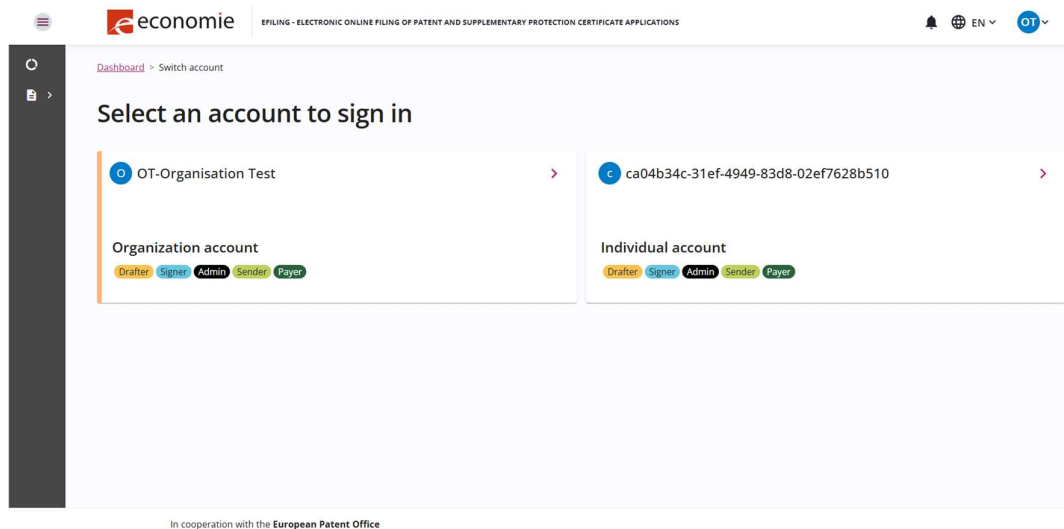 economie
EFILING - ELECTRONIC ONLINE FILING OF PATENT AND SUPPLEMENTARY PROTECTION CERTIFICATE APPLICATIONS
EN
OT
Dashboard > Switch account
Select an account to sign in
O OT-Organisation Test
Organization account
Drafter Signer Admin Sender Payer
c ca04b34c-31ef-4949-83d8-02ef7628b510
Individual account
Drafter Signer Admin Sender Payer
In cooperation with the European Patent Office